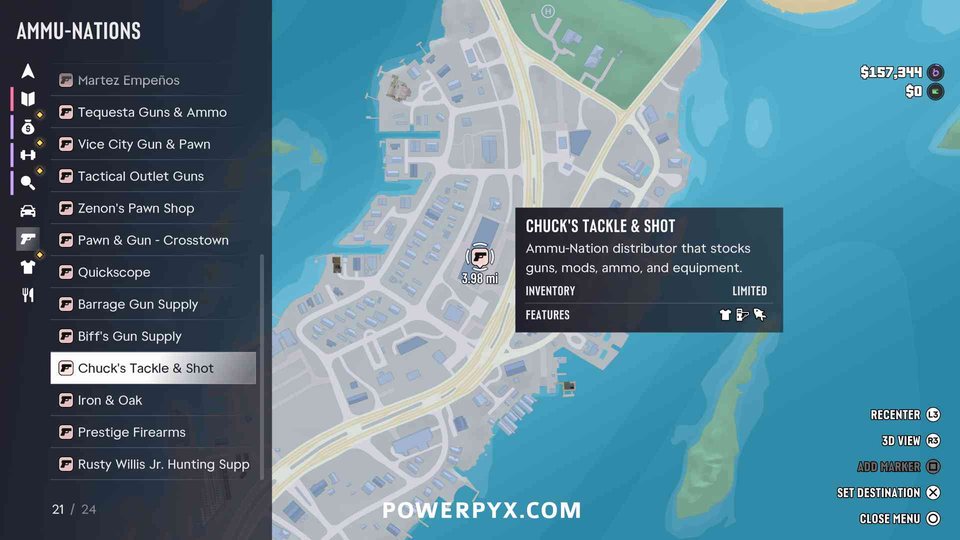 AMMU-NATIONS
Martez Empeños
Tequesta Guns & Ammo
Vice City Gun & Pawn
Tactical Outlet Guns
Zenon's Pawn Shop
Pawn & Gun - Crosstown
Quickscope
Barrage Gun Supply
Biff's Gun Supply
Chuck's Tackle & Shot
Iron & Oak
Prestige Firearms
Rusty Willis Jr. Hunting Supp
21 / 24
H
$157,344
$0
3.98 mi
CHUCK'S TACKLE & SHOT
Ammu-Nation distributor that stocks
guns, mods, ammo, and equipment.
INVENTORY LIMITED
FEATURES
RECENTER L3
3D VIEW R3
ADD MARKER
SET DESTINATION
CLOSE MENU
POWERPYX.COM